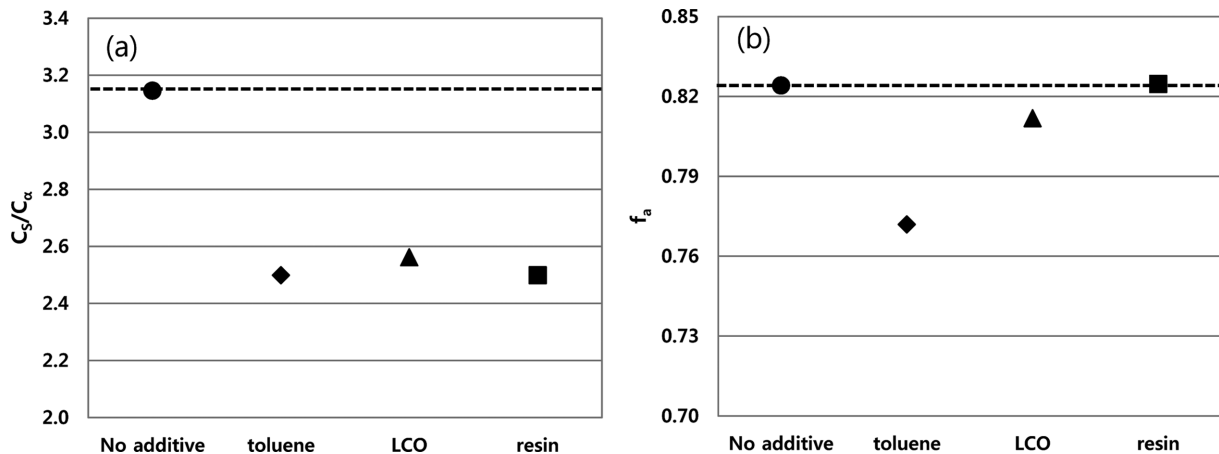 (a)
3.4
3.2
3.0
2.8
2.6
2.4
2.2
2.0
C_S/C_α
No additive toluene LCO resin
(b)
0.85
0.82
0.79
0.76
0.73
0.70
f_a
No additive toluene LCO resin